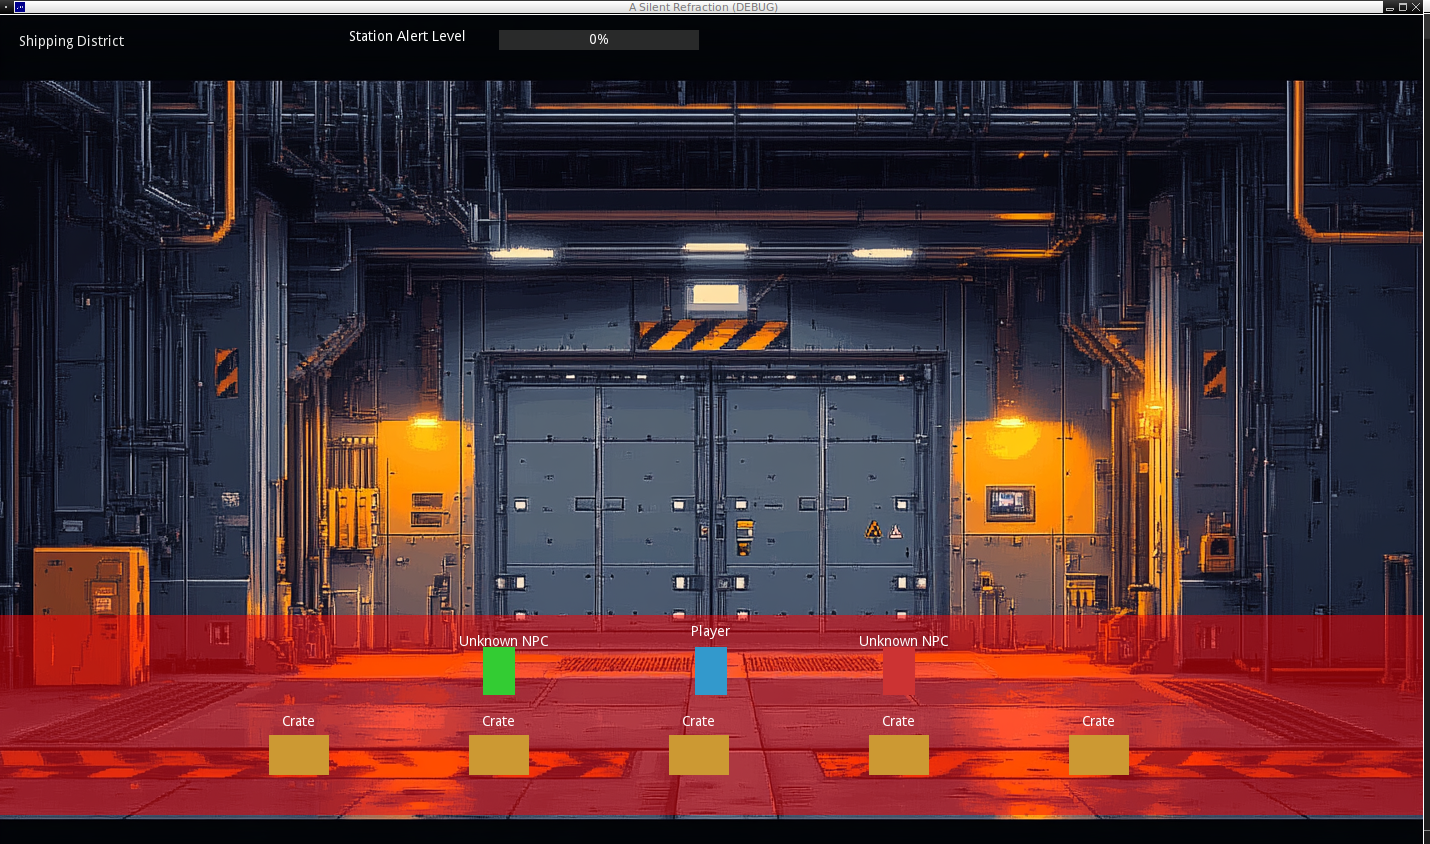 A Silent Refraction (DEBUG)
Shipping District
Station Alert Level
0%
Player
Unknown NPC
Unknown NPC
Crate
Crate
Crate
Crate
Crate